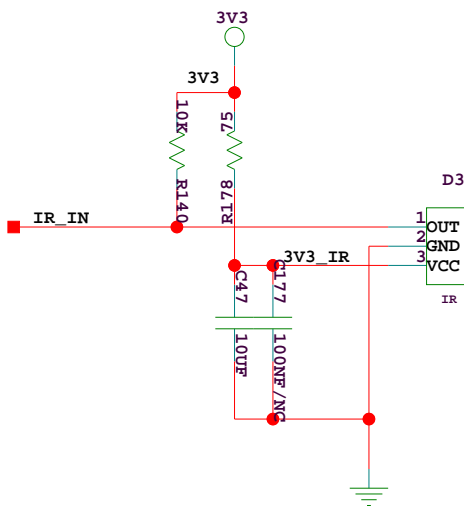 3V3
3V3
10K
75
R140
R178
D3
IR_IN
1
OUT
2
GND
3V3_IR
3
VCC
IR
C47
C177
10UF
100NF/NC